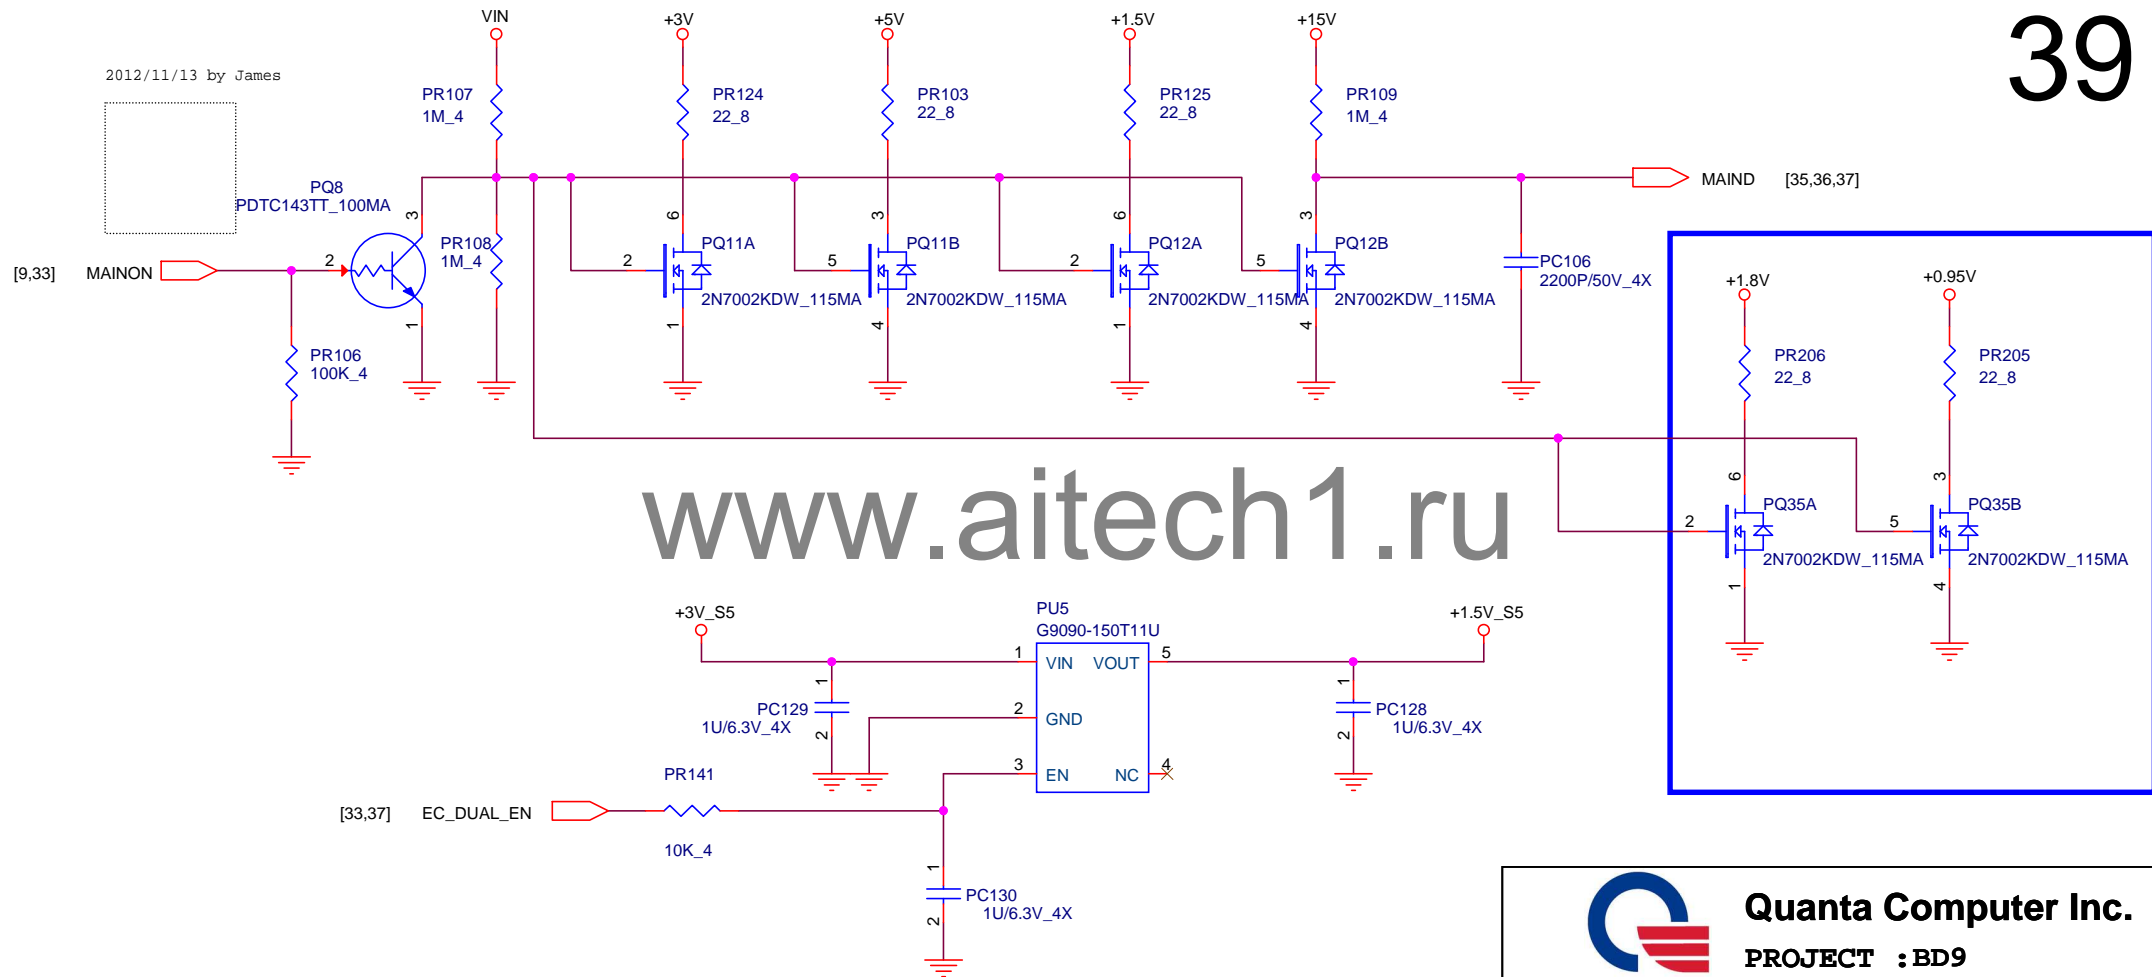 39
VIN
+3V
+5V
+1.5V
+15V
2012/11/13 by James
PR107
1M_4
PR124
22_8
PR103
22_8
PR125
22_8
PR109
1M_4
MAIND [35,36,37]
PQ8
PDTC143TT_100MA
3
PR108
1M_4
6
PQ11A
3
PQ11B
6
PQ12A
3
PQ12B
[9,33] MAINON
2
2
5
2
5
PC106
2200P/50V_4X
2N7002KDW_115MA
2N7002KDW_115MA
2N7002KDW_115MA
2N7002KDW_115MA
1
1
4
1
4
PR106
100K_4
+1.8V
+0.95V
PR206
22_8
PR205
22_8
www.aitech1.ru
6
3
PQ35A
PQ35B
2
5
2N7002KDW_115MA
2N7002KDW_115MA
1
4
+3V_S5
PU5
G9090-150T11U
+1.5V_S5
1
VIN
VOUT
5
1
PC129
1U/6.3V_4X
2
2
GND
1
PC128
1U/6.3V_4X
2
3
EN
NC
4
PR141
[33,37] EC_DUAL_EN
10K_4
1
PC130
1U/6.3V_4X
2
Quanta Computer Inc.
PROJECT : BD9